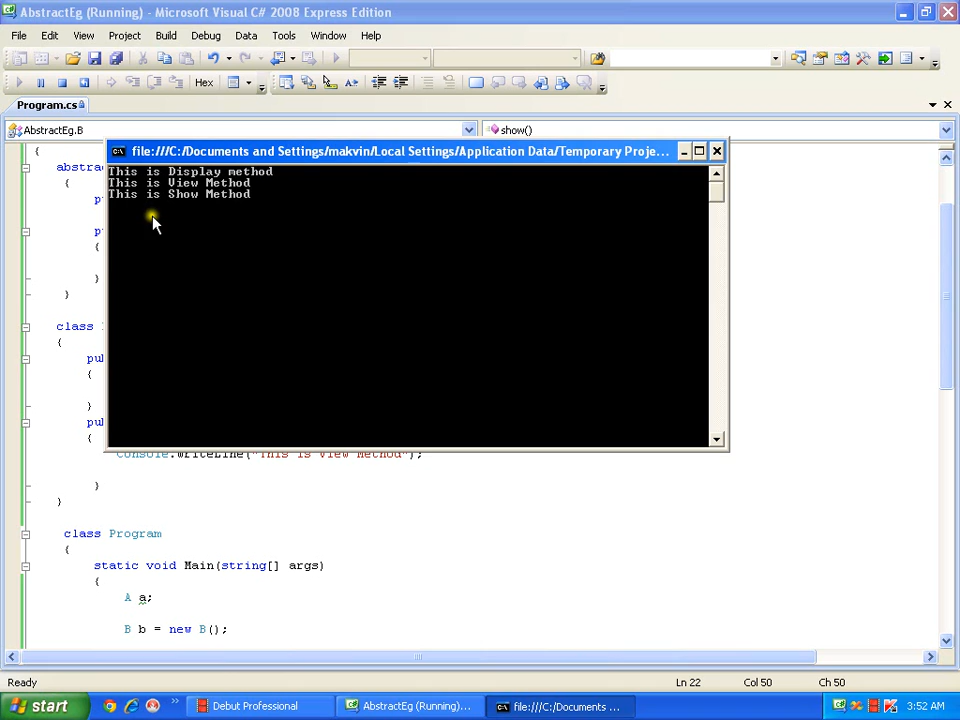 AbstractEg (Running) - Microsoft Visual C# 2008 Express Edition
File Edit View Project Build Debug Data Tools Window Help
Hex
Program.cs
AbstractEg.B show()
{
abstra
{
file:///C:/Documents and Settings/makvin/Local Settings/Application Data/Temporary Proje...
This is Display method
This is View Method
This is Show Method
p
p
{
}
}
class
{
pu
{
}
pu
{
Console.WriteLine("This is View Method");
}
}
class Program
{
static void Main(string[] args)
{
A a;
B b = new B();
Ready Ln 22 Col 50 Ch 50
start Debut Professional AbstractEg (Running)... file:///C:/Documents ... 3:52 AM